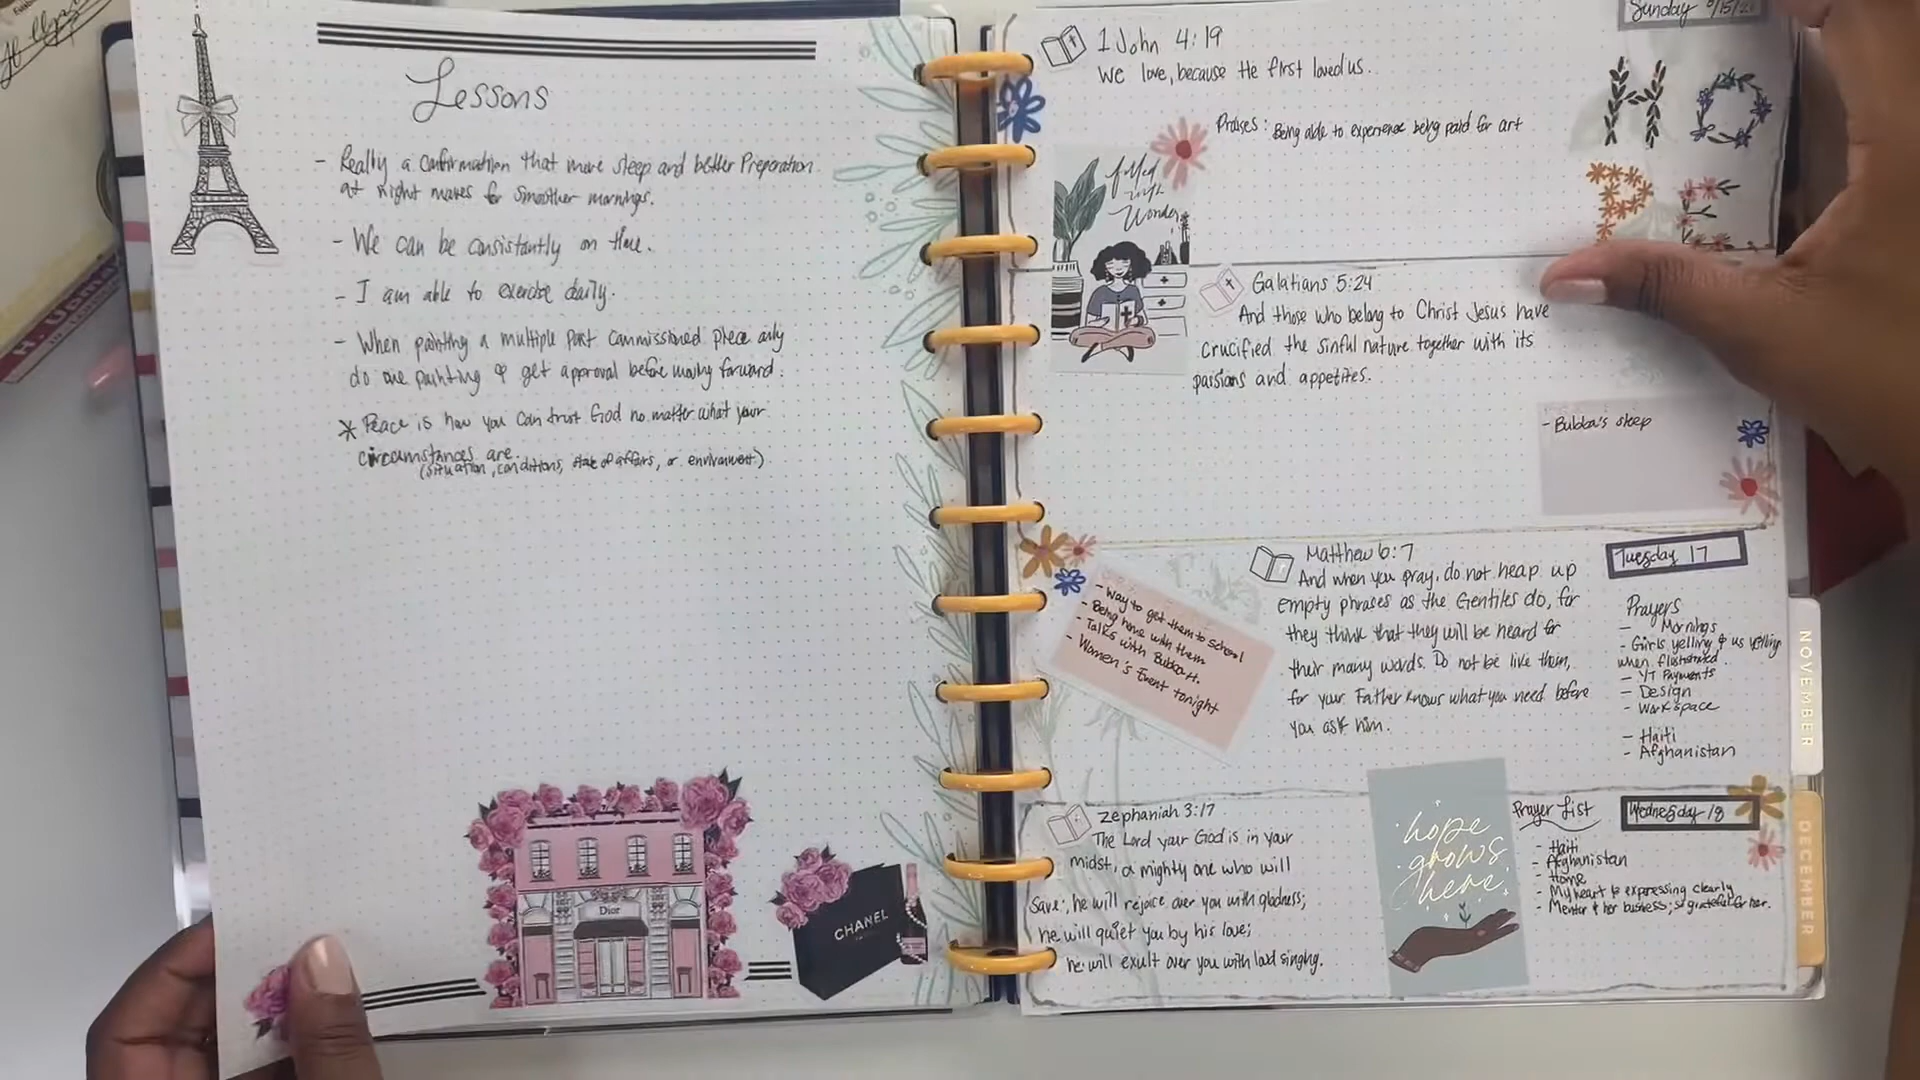 Lessons
- Really a confirmation that more sleep and better Preparation
at night makes for smoother mornings.
- We can be consistantly on time.
- I am able to exercise daily.
- When painting a multiple part commissioned piece only
do one painting & get approval before moving forward.
* Peace is how you can trust God no matter what your
circumstances are
(situation, conditions, state of affairs, or environment).
Dior
CHANEL
Sunday
1 John 4:19
We love, because He first loved us.
Praises: Being able to experience being paid for art
HOPE
filled
with
Wonder
Galatians 5:24
And those who belong to Christ Jesus have
crucified the sinful nature together with its
passions and appetites.
- Bubba's sleep
Tuesday 17
Matthew 6:7
And when you pray, do not heap up
empty phrases as the Gentiles do, for
they think that they will be heard for
their many words. Do not be like them,
for your Father knows what you need before
you ask him.
- Way to get them to school
- Being home with them
- Talks with Bubba H.
- Women's Event tonight
Prayers
- Mornings
- Girls yelling & us yelling
when flustrated.
- YT Payments
- Design
- Workspace
- Haiti
- Afghanistan
Zephaniah 3:17
The Lord your God is in your
midst, a mighty one who will
save; he will rejoice over you with gladness;
he will quiet you by his love;
he will exult over you with loud singing.
hope
grows
here
Prayer List
Wednesday 18
- Haiti
- Afghanistan
- Home
- My heart & expressing clearly
- Mentor & her business; so grateful for her.
NOVEMBER
DECEMBER